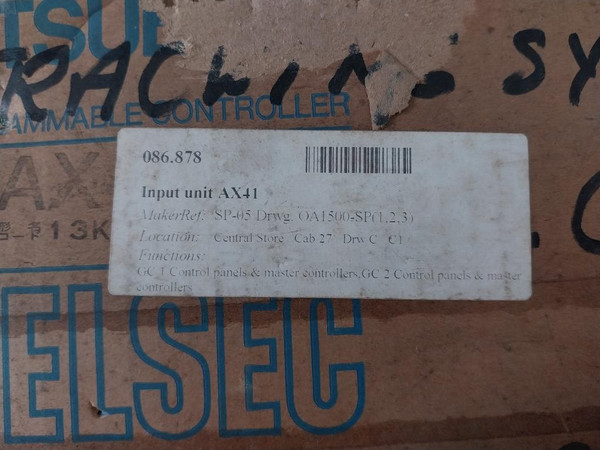 TSUB
RACKING SY
AMMABLE CONTROLLER
086.878
AX
Input unit AX41
MakerRef: SP-05 Drwg. OA1500-SP(1,2,3)
13K
Location: Central Store Cab 27 Drw C C1
Functions:
GC 1 Control panels & master controllers,GC 2 Control panels & master
controllers
ELSEC